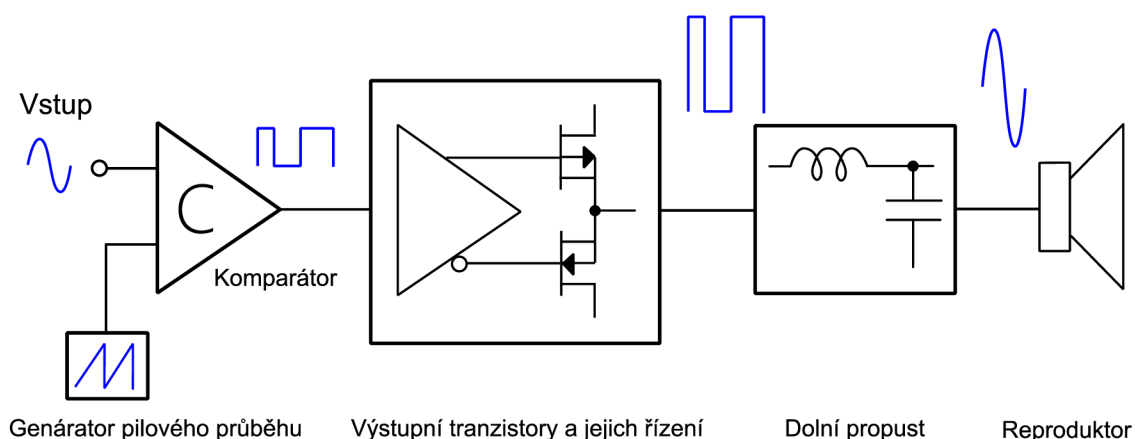 Vstup
C
Komparátor
Genárator pilového průběhu
Výstupní tranzistory a jejich řízení
Dolní propust
Reproduktor